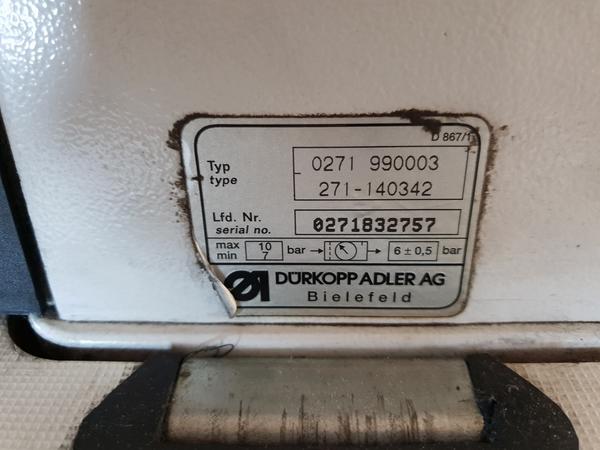 D 867/1
Typ 0271 990003
type 271-140342
Lfd. Nr. 0271832757
serial no.
max 10 bar 6 ± 0,5 bar
min 7
DÜRKOPP ADLER AG
Bielefeld